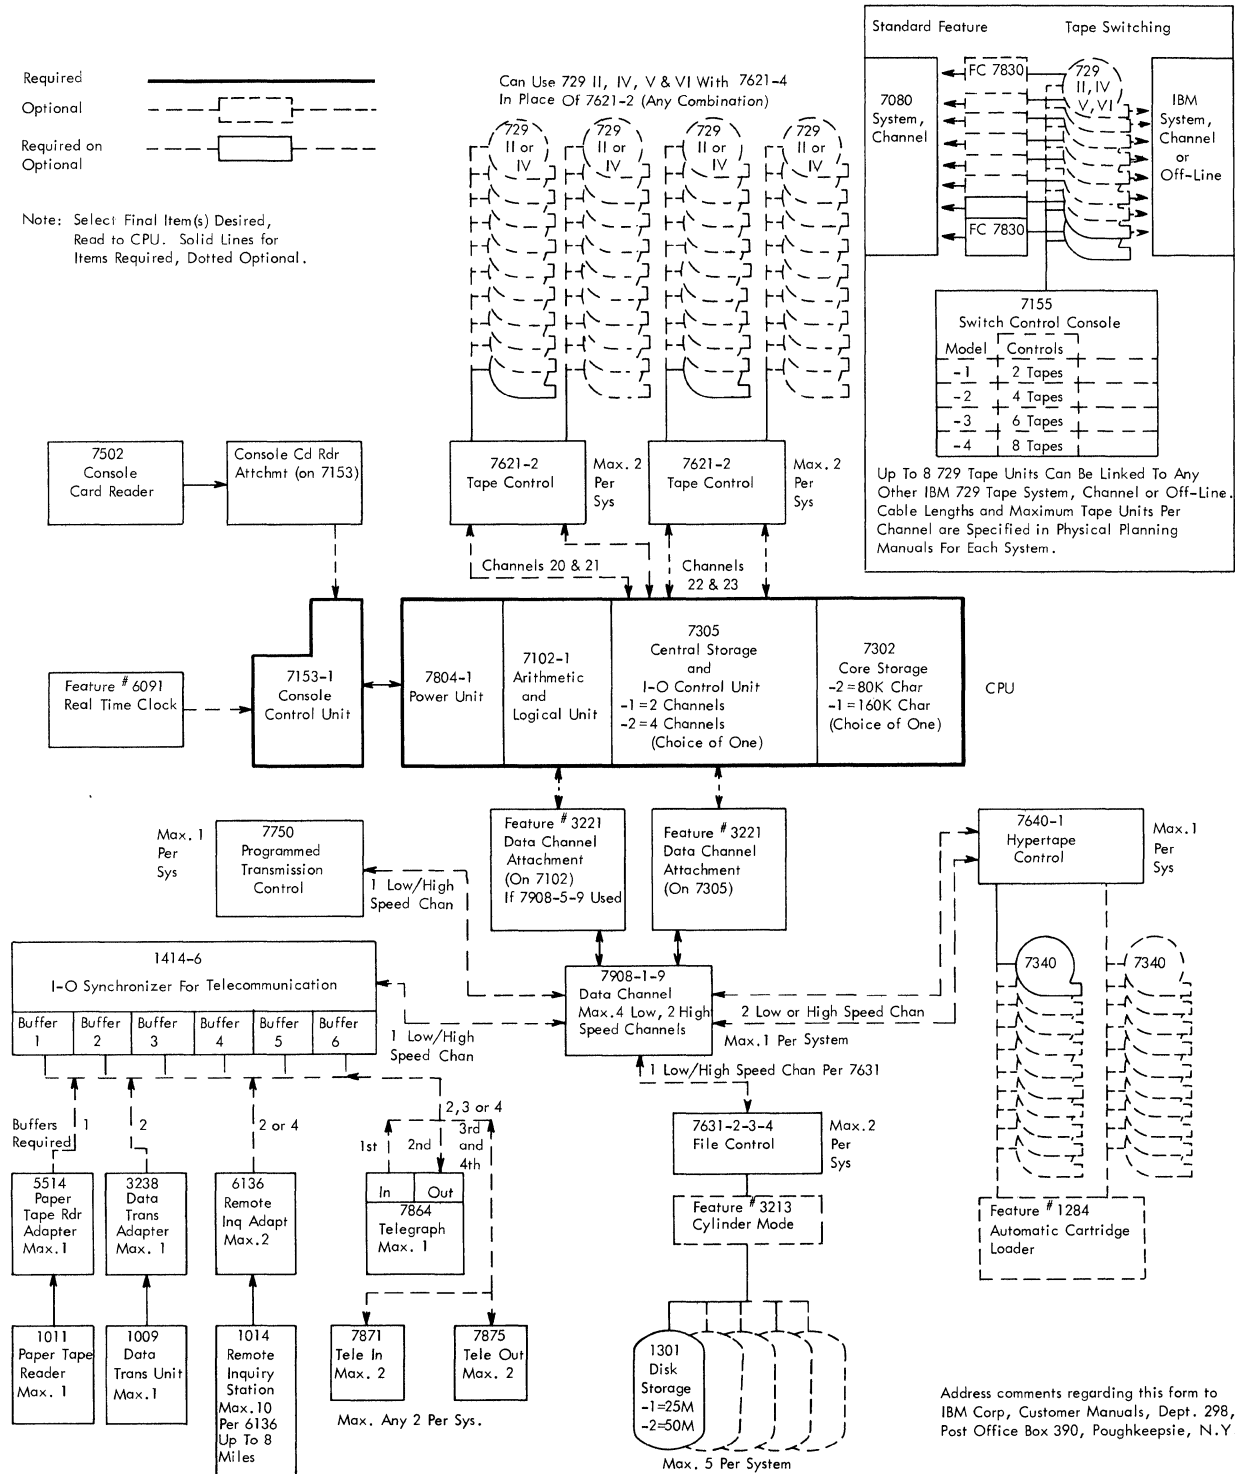 Required
Optional
Required on
Optional
Note: Select Final Item(s) Desired,
Read to CPU. Solid Lines for
Items Required, Dotted Optional.
Can Use 729 II, IV, V & VI With 7621-4
In Place Of 7621-2 (Any Combination)
729
II or
IV
729
II or
IV
729
II or
IV
729
II or
IV
Standard Feature
Tape Switching
7080
System,
Channel
FC 7830
FC 7830
729
II, IV
V, VI
IBM
System,
Channel
or
Off-Line
7155
Switch Control Console
Model Controls
-1 2 Tapes
-2 4 Tapes
-3 6 Tapes
-4 8 Tapes
Up To 8 729 Tape Units Can Be Linked To Any
Other IBM 729 Tape System, Channel or Off-Line.
Cable Lengths and Maximum Tape Units Per
Channel are Specified in Physical Planning
Manuals For Each System.
7502
Console
Card Reader
Console Cd Rdr
Attchmt (on 7153)
7621-2
Tape Control
Max. 2
Per
Sys
7621-2
Tape Control
Max. 2
Per
Sys
Channels 20 & 21
Channels
22 & 23
Feature # 6091
Real Time Clock
7153-1
Console
Control Unit
7804-1
Power Unit
7102-1
Arithmetic
and
Logical Unit
7305
Central Storage
and
I-O Control Unit
-1=2 Channels
-2=4 Channels
(Choice of One)
7302
Core Storage
-2=80K Char
-1=160K Char
(Choice of One)
CPU
Max. 1
Per
Sys
7750
Programmed
Transmission
Control
1 Low/High
Speed Chan
Feature # 3221
Data Channel
Attachment
(On 7102)
If 7908-5-9 Used
Feature # 3221
Data Channel
Attachment
(On 7305)
7640-1
Hypertape
Control
Max.1
Per
Sys
1414-6
I-O Synchronizer For Telecommunication
Buffer
1
Buffer
2
Buffer
3
Buffer
4
Buffer
5
Buffer
6
1 Low/High
Speed Chan
7908-1-9
Data Channel
Max.4 Low, 2 High
Speed Channels
2 Low or High Speed Chan
Max.1 Per System
7340
7340
1 Low/High Speed Chan Per 7631
7631-2-3-4
File Control
Max.2
Per
Sys
Feature # 3213
Cylinder Mode
Feature # 1284
Automatic Cartridge
Loader
Buffers
Required
1
2
2 or 4
2,3 or 4
1st
2nd
3rd
and
4th
5514
Paper
Tape Rdr
Adapter
Max.1
3238
Data
Trans
Adapter
Max. 1
6136
Remote
Inq Adapt
Max.2
In
Out
7864
Telegraph
Max. 1
1011
Paper Tape
Reader
Max. 1
1009
Data
Trans Unit
Max.1
1014
Remote
Inquiry
Station
Max.10
Per 6136
Up To 8
Miles
7871
Tele In
Max. 2
7875
Tele Out
Max. 2
Max. Any 2 Per Sys.
1301
Disk
Storage
-1=25M
-2=50M
Max. 5 Per System
Address comments regarding this form to
IBM Corp, Customer Manuals, Dept. 298,
Post Office Box 390, Poughkeepsie, N.Y